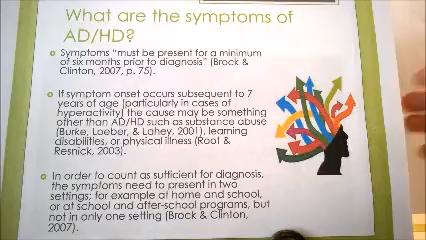 What are the symptoms of
AD/HD?
Symptoms "must be present for a minimum
of six months prior to diagnosis" (Brock &
Clinton, 2007, p. 75).
If symptom onset occurs subsequent to 7
years of age (particularly in cases of
hyperactivity) the cause may be something
other than AD/HD such as substance abuse
(Burke, Loeber, & Lahey, 2001), learning
disabilities, or physical illness (Root &
Resnick, 2003).
In order to count as sufficient for diagnosis,
the symptoms need to present in two
settings; for example at home and school,
or at school and after-school programs, but
not in only one setting (Brock & Clinton,
2007).